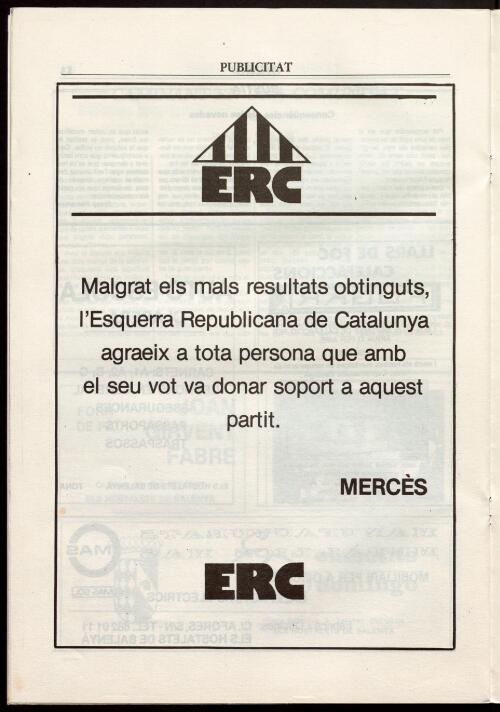 PUBLICITAT
ERC
Malgrat els mals resultats obtinguts,
l'Esquerra Republicana de Catalunya
agraeix a tota persona que amb
el seu vot va donar soport a aquest
partit.
MERCÈS
ERC